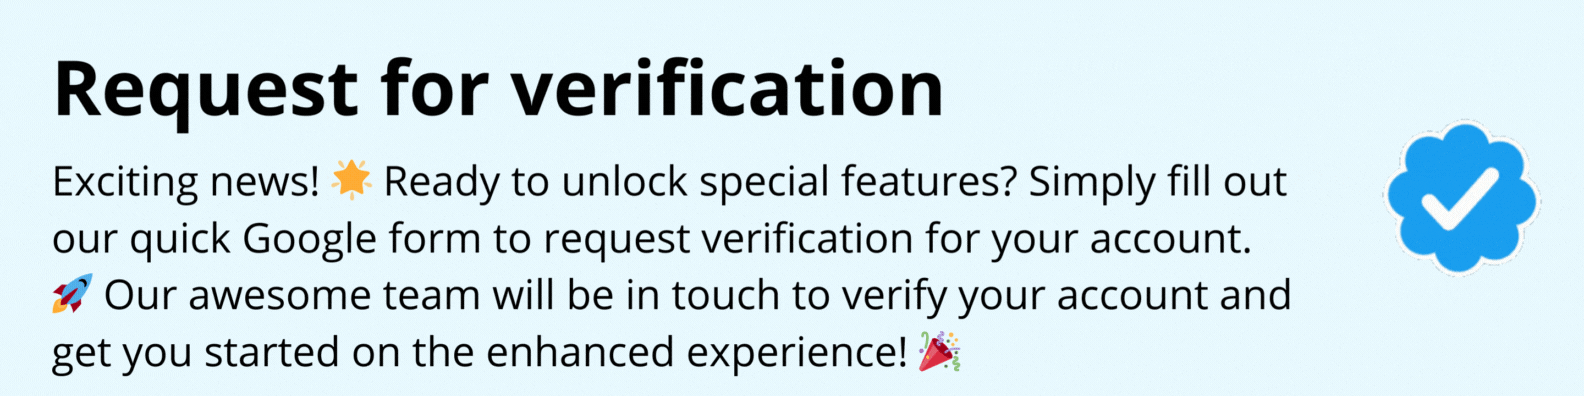 Request for verification
Exciting news! 🌟 Ready to unlock special features? Simply fill out
our quick Google form to request verification for your account.
🚀 Our awesome team will be in touch to verify your account and
get you started on the enhanced experience! 🎉